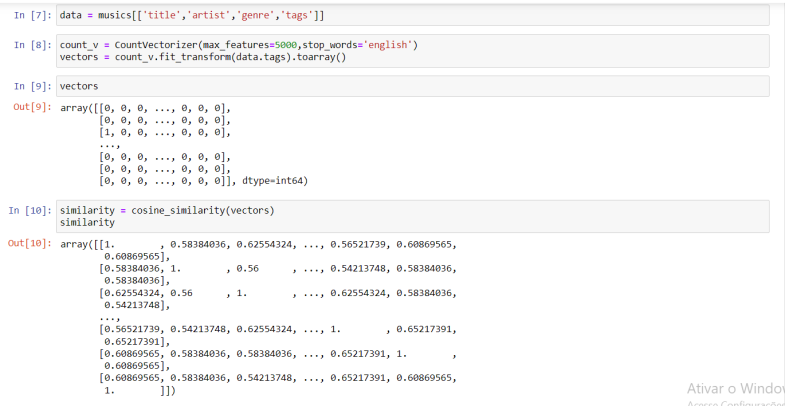 In [7]: data = musics[['title','artist','genre','tags']]
In [8]: count_v = CountVectorizer(max_features=5000,stop_words='english')
vectors = count_v.fit_transform(data.tags).toarray()
In [9]: vectors
Out[9]: array([[0, 0, 0, ..., 0, 0, 0],
[0, 0, 0, ..., 0, 0, 0],
[1, 0, 0, ..., 0, 0, 0],
...,
[0, 0, 0, ..., 0, 0, 0],
[0, 0, 0, ..., 0, 0, 0],
[0, 0, 0, ..., 0, 0, 0]], dtype=int64)
In [10]: similarity = cosine_similarity(vectors)
similarity
Out[10]: array([[1.        , 0.58384036, 0.62554324, ..., 0.56521739, 0.60869565,
0.60869565],
[0.58384036, 1.        , 0.56      , ..., 0.54213748, 0.58384036,
0.58384036],
[0.62554324, 0.56      , 1.        , ..., 0.62554324, 0.58384036,
0.54213748],
...,
[0.56521739, 0.54213748, 0.62554324, ..., 1.        , 0.65217391,
0.65217391],
[0.60869565, 0.58384036, 0.58384036, ..., 0.65217391, 1.        ,
0.60869565],
[0.60869565, 0.58384036, 0.54213748, ..., 0.65217391, 0.60869565,
1.        ]])
Ativar o Window